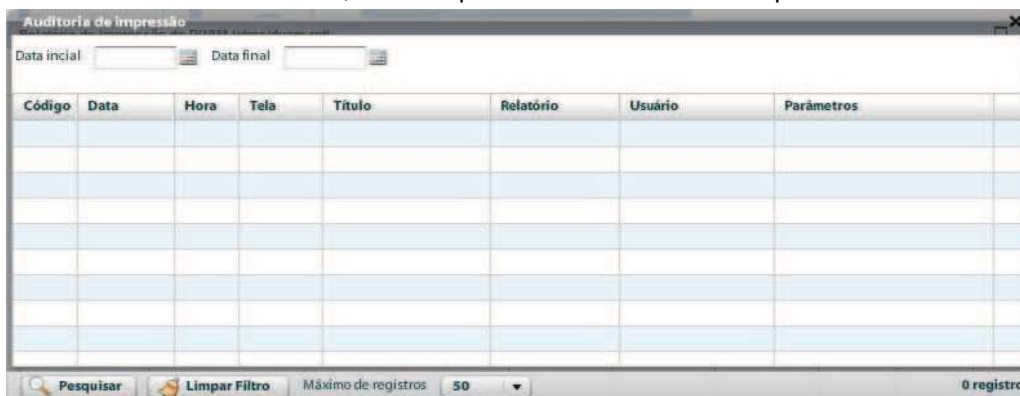 Auditoria de impressão
Data incial Data final
Código Data Hora Tela Título Relatório Usuário Parâmetros
Pesquisar Limpar Filtro Máximo de registros 50 0 registro